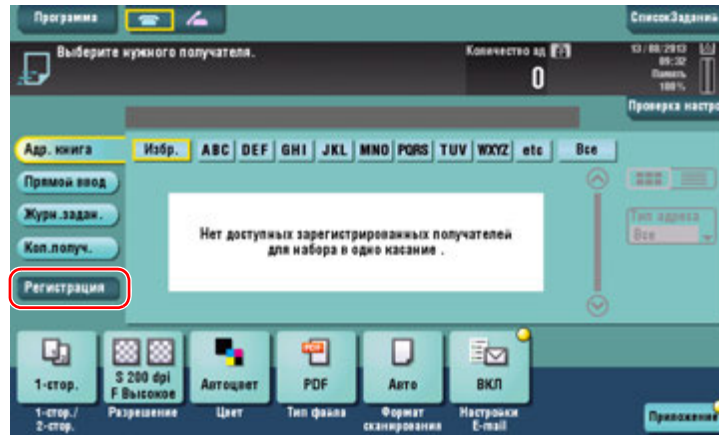 Программа
СписокЗаданий
Выберите нужного получателя.
Количество ад
0
13/08/2013
09:32
Память
100%
Проверка настро
Адр. книга
Избр. ABC DEF GHI JKL MNO PQRS TUV WXYZ etc Все
Прямой ввод
Журн.задан.
Тип адреса
Все
Кол.получ.
Нет доступных зарегистрированных получателей
для набора в одно касание .
Регистрация
1-стор.
S 200 dpi
F Высокое
Автоцвет
PDF
Авто
ВКЛ
1-стор./
2-стор.
Разрешение
Цвет
Тип файла
Формат
сканирования
Настройки
E-mail
Приложения